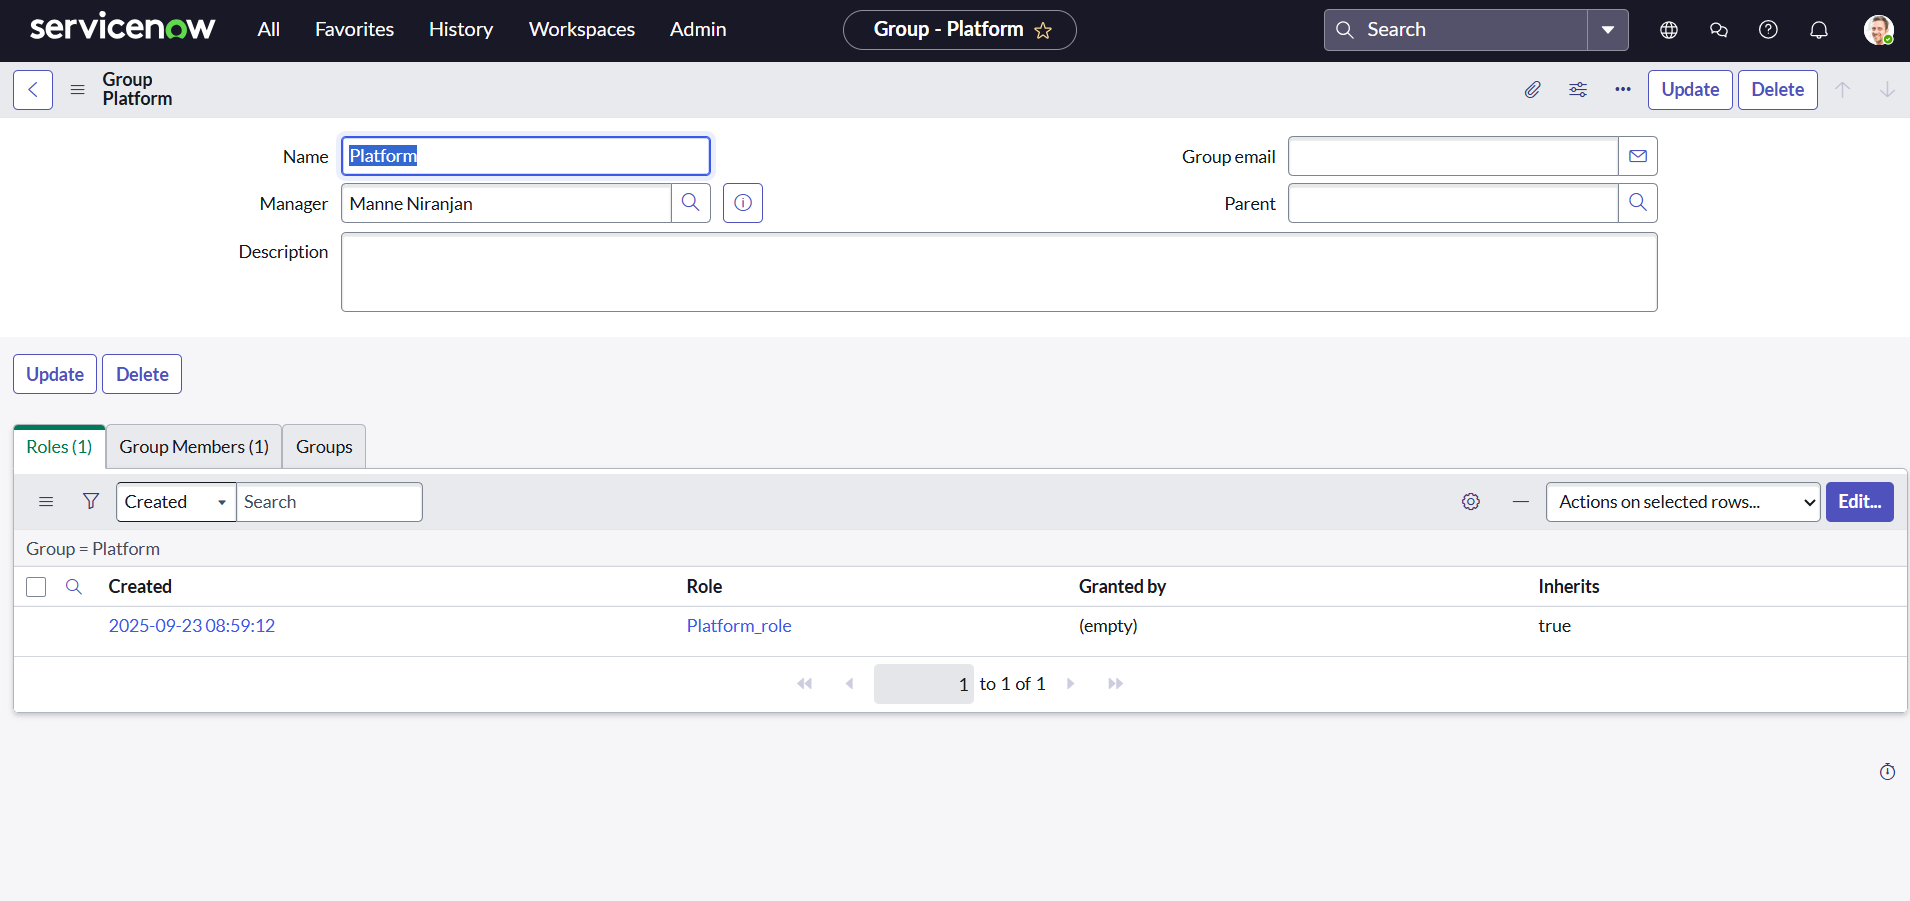 servicenow All Favorites History Workspaces Admin Group - Platform Search
Group
Platform
Update Delete
Name Platform Group email
Manager Manne Niranjan Parent
Description
Update Delete
Roles (1) Group Members (1) Groups
Created Search Actions on selected rows... Edit...
Group = Platform
Created Role Granted by Inherits
2025-09-23 08:59:12 Platform_role (empty) true
1 to 1 of 1